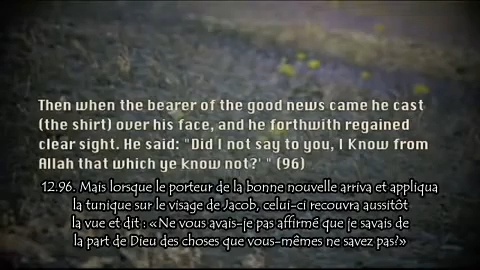 Then when the bearer of the good news came he cast
(the shirt) over his face, and he forthwith regained
clear sight. He said: "Did I not say to you, I Know from
Allah that which ye know not?' " (96)
12.96. Mais lorsque le porteur de la bonne nouvelle arriva et appliqua
la tunique sur le visage de Jacob, celui-ci recouvra aussitôt
la vue et dit : «Ne vous avais-je pas affirmé que je savais de
la part de Dieu des choses que vous-mêmes ne savez pas?»